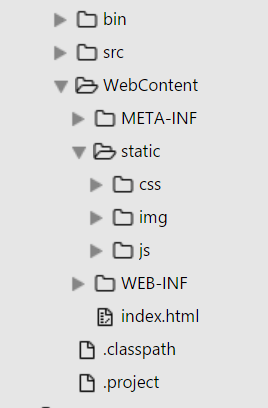 bin
src
WebContent
META-INF
static
css
img
js
WEB-INF
index.html
.classpath
.project